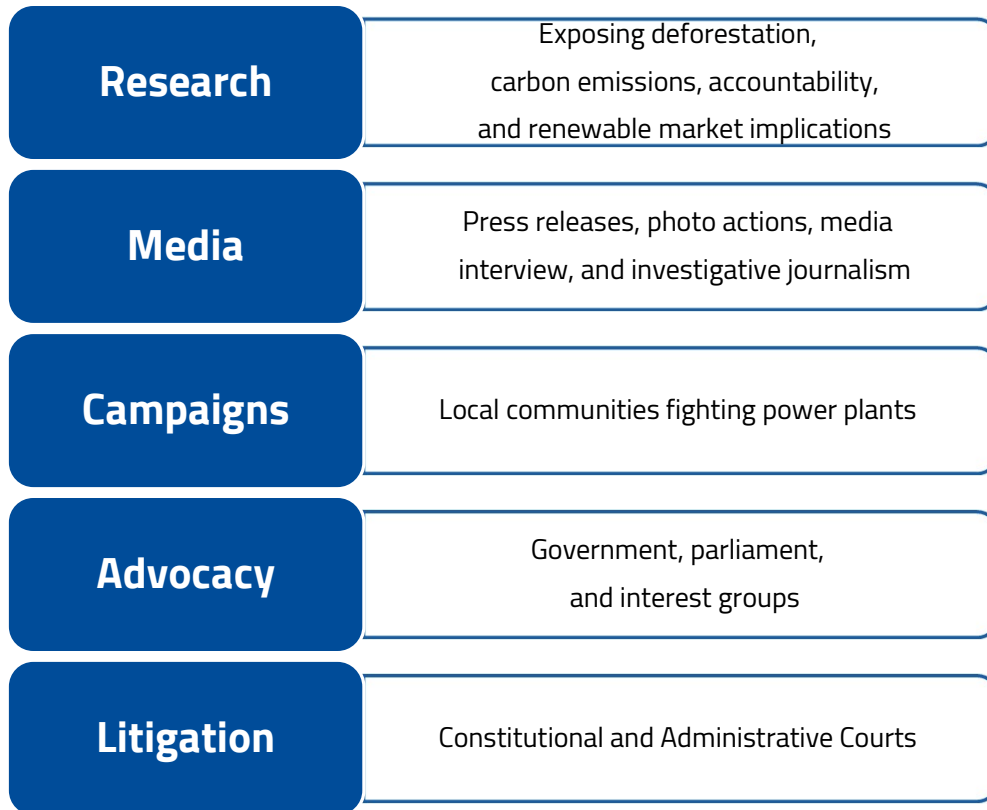 Research
Exposing deforestation,
carbon emissions, accountability,
and renewable market implications
Media
Press releases, photo actions, media
interview, and investigative journalism
Campaigns
Local communities fighting power plants
Advocacy
Government, parliament,
and interest groups
Litigation
Constitutional and Administrative Courts